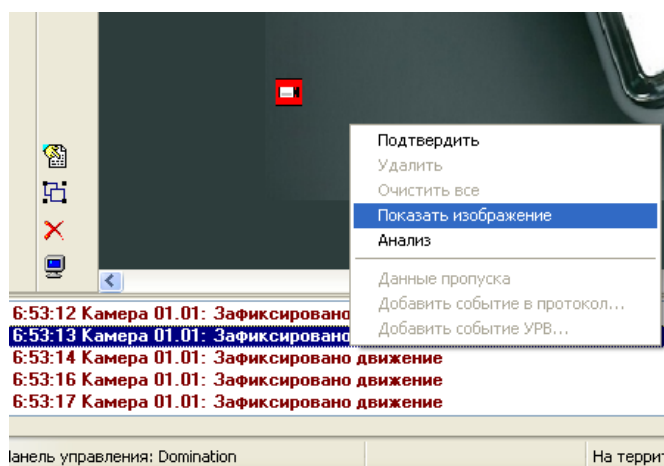 Подтвердить
Удалить
Очистить все
Показать изображение
Анализ
Данные пропуска
Добавить событие в протокол...
Добавить событие УРВ...
6:53:12 Камера 01.01: Зафиксировано
6:53:13 Камера 01.01: Зафиксировано
6:53:14 Камера 01.01: Зафиксировано движение
6:53:16 Камера 01.01: Зафиксировано движение
6:53:17 Камера 01.01: Зафиксировано движение
анель управления: Domination
На терри